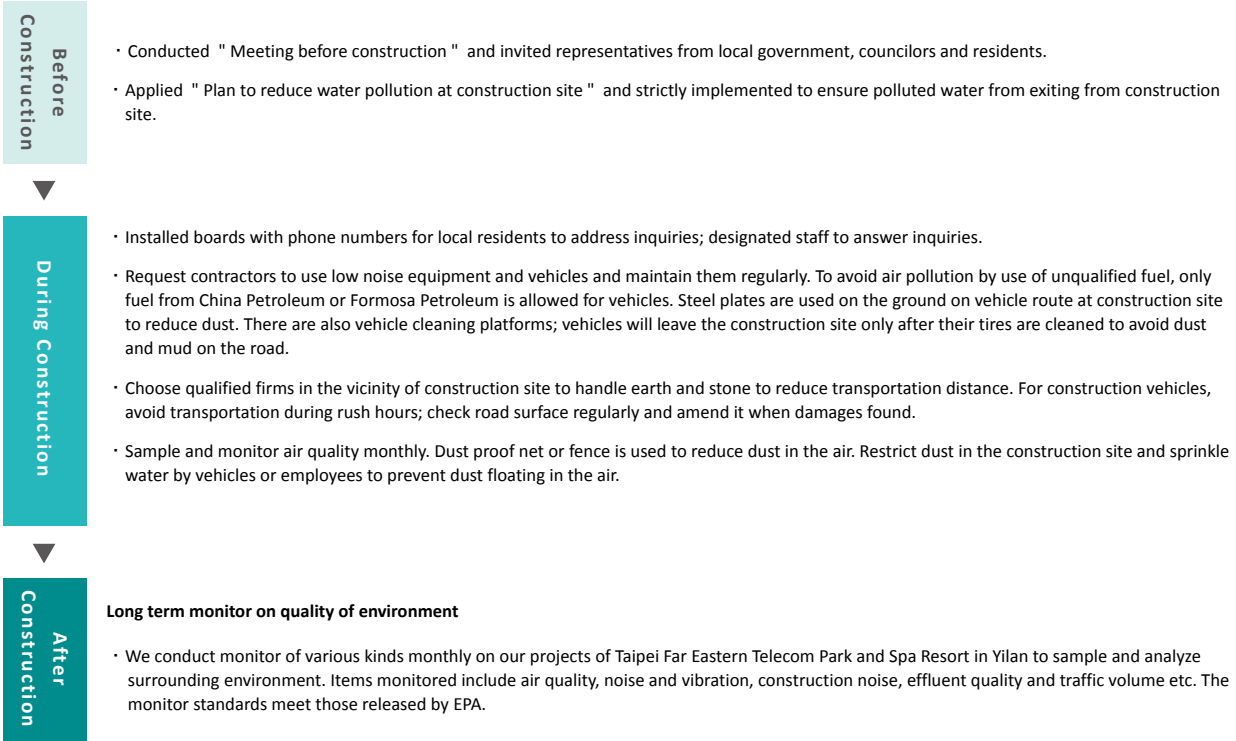 Before
Construction
· Conducted " Meeting before construction " and invited representatives from local government, councilors and residents.
· Applied " Plan to reduce water pollution at construction site " and strictly implemented to ensure polluted water from exiting from construction
site.
During Construction
· Installed boards with phone numbers for local residents to address inquiries; designated staff to answer inquiries.
· Request contractors to use low noise equipment and vehicles and maintain them regularly. To avoid air pollution by use of unqualified fuel, only
fuel from China Petroleum or Formosa Petroleum is allowed for vehicles. Steel plates are used on the ground on vehicle route at construction site
to reduce dust. There are also vehicle cleaning platforms; vehicles will leave the construction site only after their tires are cleaned to avoid dust
and mud on the road.
· Choose qualified firms in the vicinity of construction site to handle earth and stone to reduce transportation distance. For construction vehicles,
avoid transportation during rush hours; check road surface regularly and amend it when damages found.
· Sample and monitor air quality monthly. Dust proof net or fence is used to reduce dust in the air. Restrict dust in the construction site and sprinkle
water by vehicles or employees to prevent dust floating in the air.
After
Construction
Long term monitor on quality of environment
· We conduct monitor of various kinds monthly on our projects of Taipei Far Eastern Telecom Park and Spa Resort in Yilan to sample and analyze
surrounding environment. Items monitored include air quality, noise and vibration, construction noise, effluent quality and traffic volume etc. The
monitor standards meet those released by EPA.